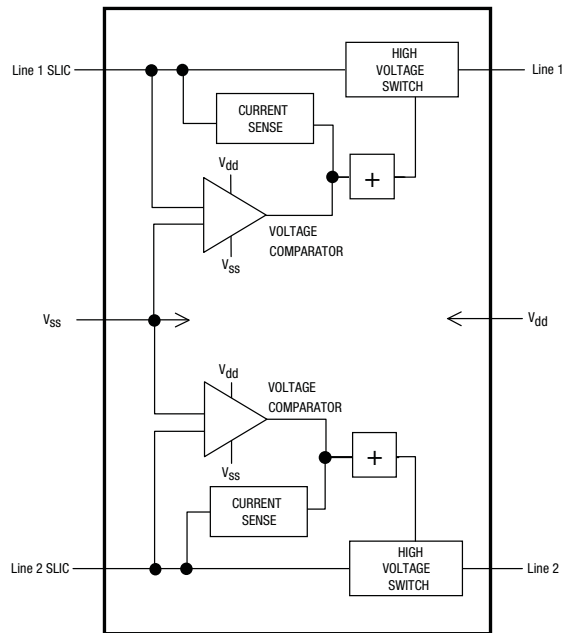 HIGH
VOLTAGE
SWITCH
Line 1 SLIC
Line 1
CURRENT
SENSE
+
Vdd
VOLTAGE
COMPARATOR
Vss
Vss
Vdd
Vdd
VOLTAGE
COMPARATOR
+
Vss
CURRENT
SENSE
HIGH
VOLTAGE
SWITCH
Line 2 SLIC
Line 2